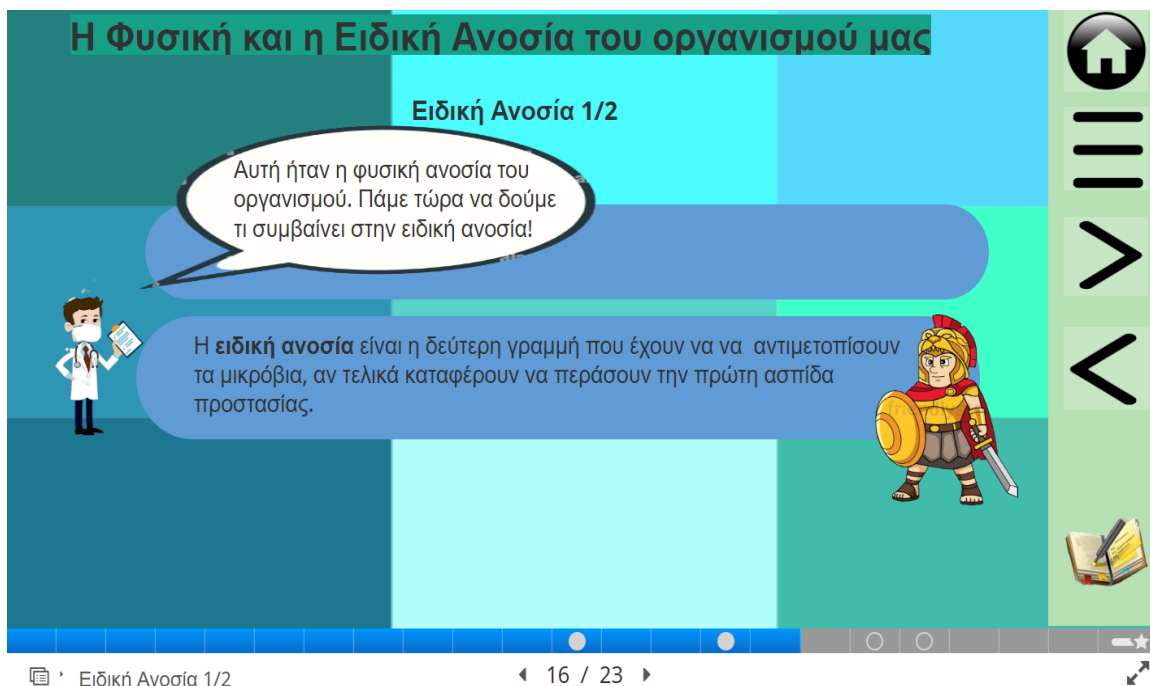 Η Φυσική και η Ειδική Ανοσία του οργανισμού μας
Ειδική Ανοσία 1/2
Αυτή ήταν η φυσική ανοσία του
οργανισμού. Πάμε τώρα να δούμε
τι συμβαίνει στην ειδική ανοσία!
Η ειδική ανοσία είναι η δεύτερη γραμμή που έχουν να να αντιμετοπίσουν
τα μικρόβια, αν τελικά καταφέρουν να περάσουν την πρώτη ασπίδα
προστασίας.
Ειδική Ανοσία 1/2
16 / 23